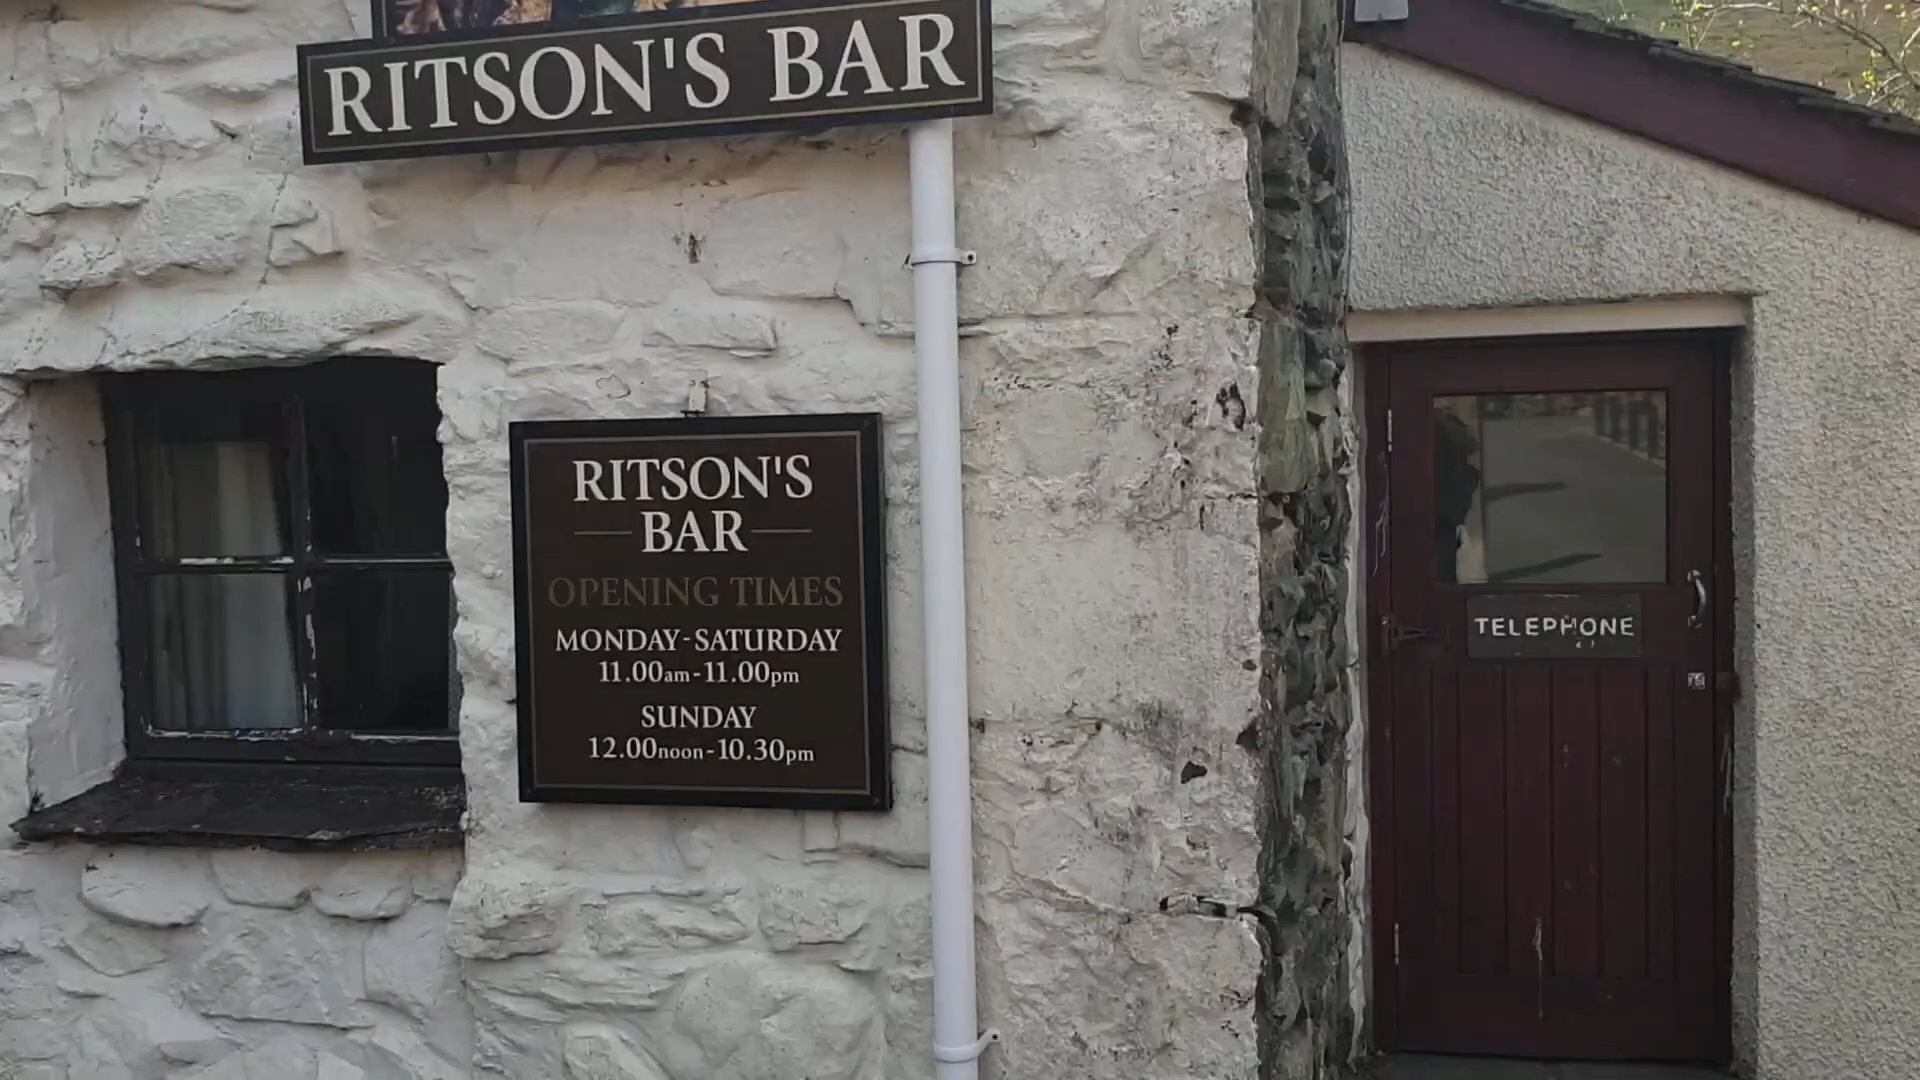 RITSON'S BAR
RITSON'S
BAR
OPENING TIMES
MONDAY-SATURDAY
11.00am-11.00pm
SUNDAY
12.00noon-10.30pm
TELEPHONE